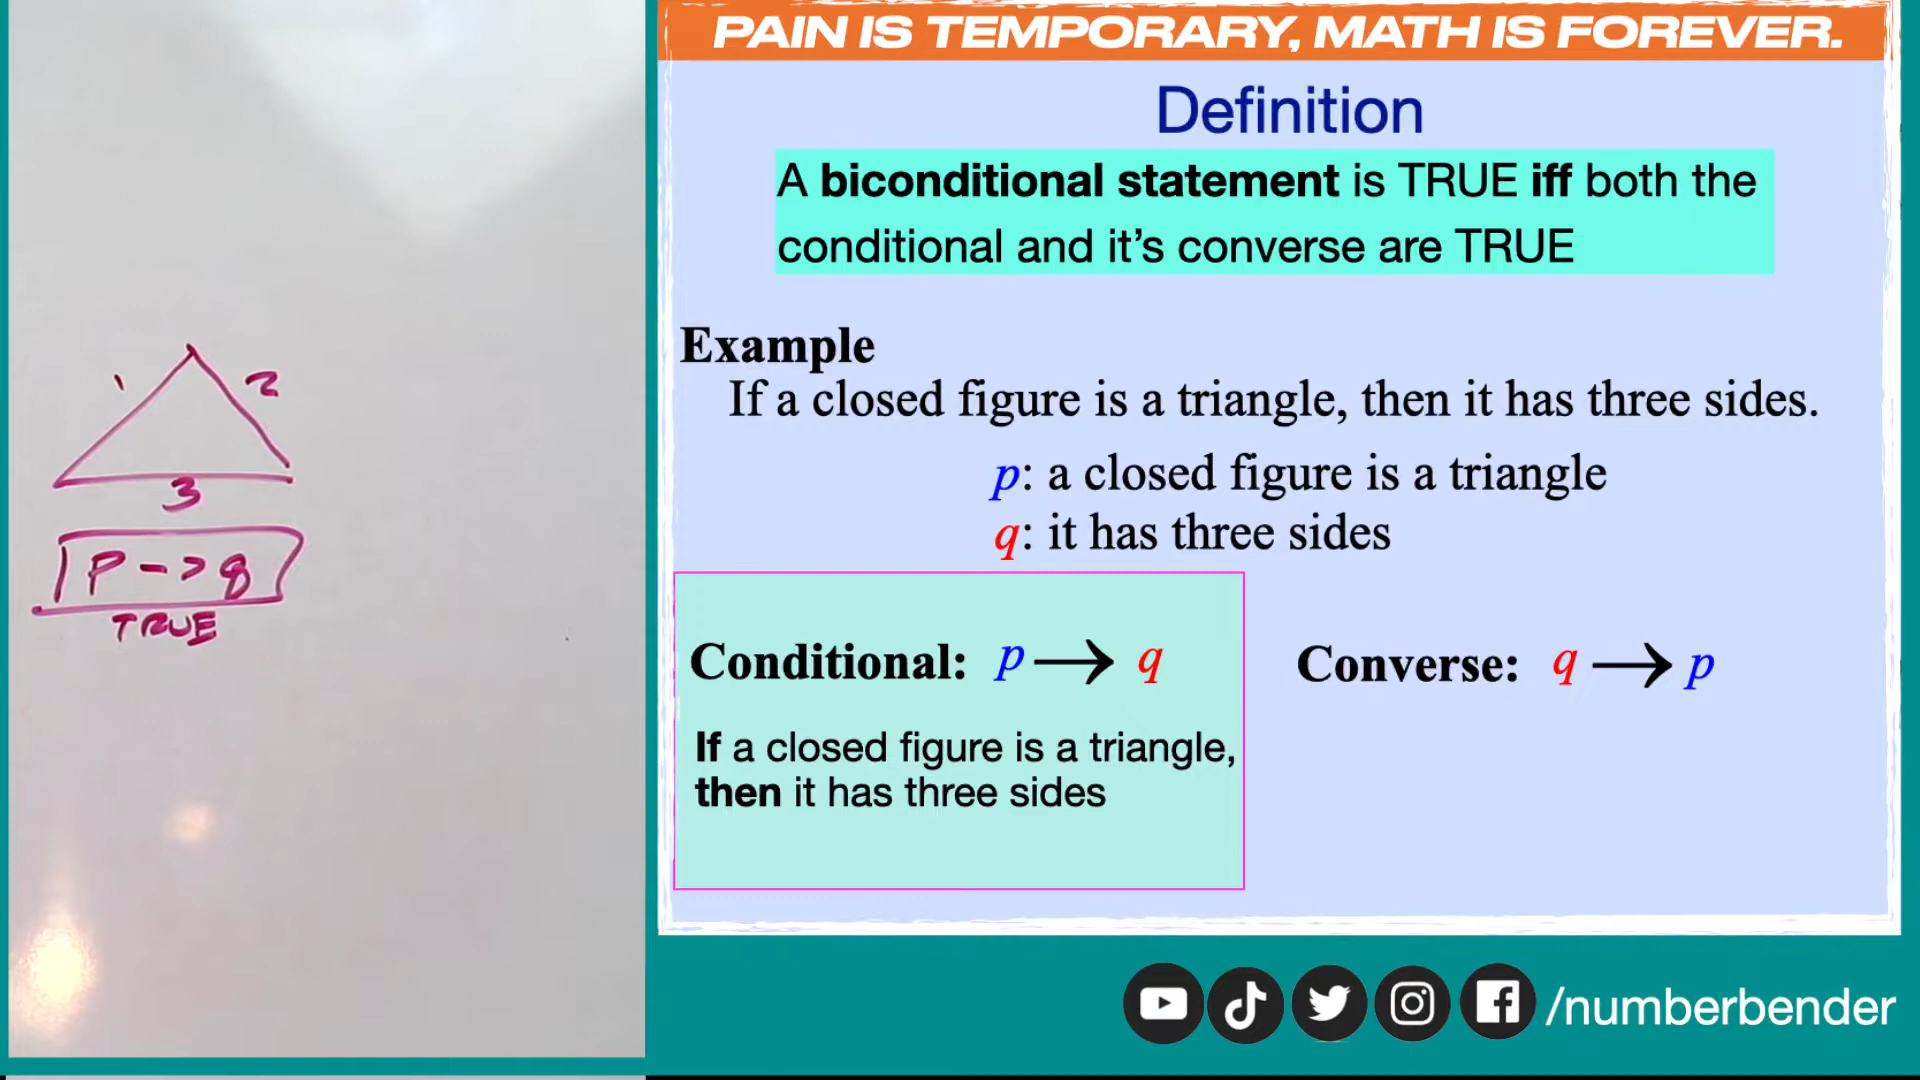 PAIN IS TEMPORARY, MATH IS FOREVER.
Definition
A biconditional statement is TRUE iff both the
conditional and it's converse are TRUE
Example
If a closed figure is a triangle, then it has three sides.
p: a closed figure is a triangle
q: it has three sides
Conditional: p → q
If a closed figure is a triangle,
then it has three sides
Converse: q → p
1 2
3
P -> q
TRUE
/numberbender